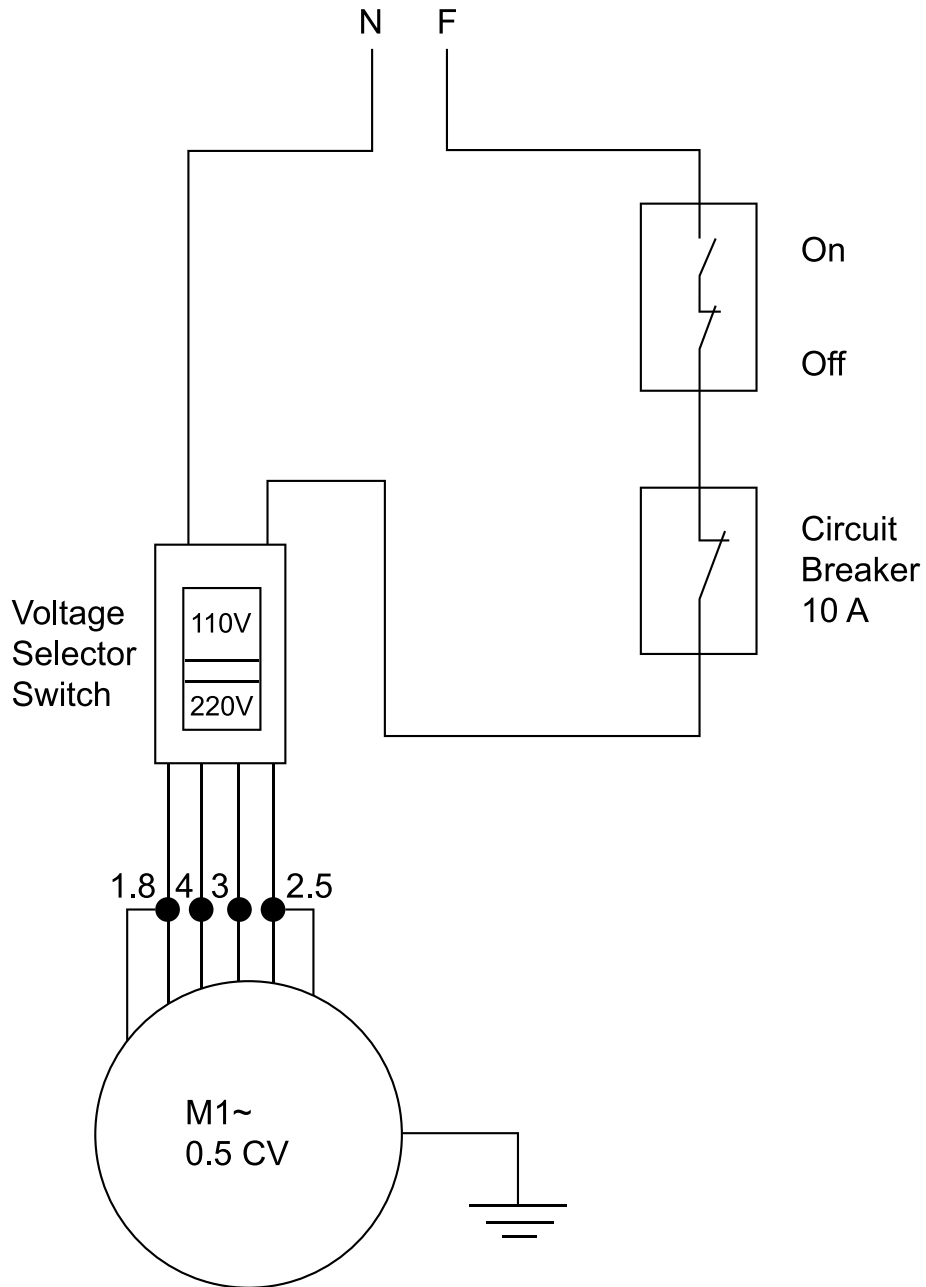 N F
On
Off
Circuit
Breaker
10 A
Voltage
Selector
Switch
110V
220V
1.8 4 3 2.5
M1~
0.5 CV